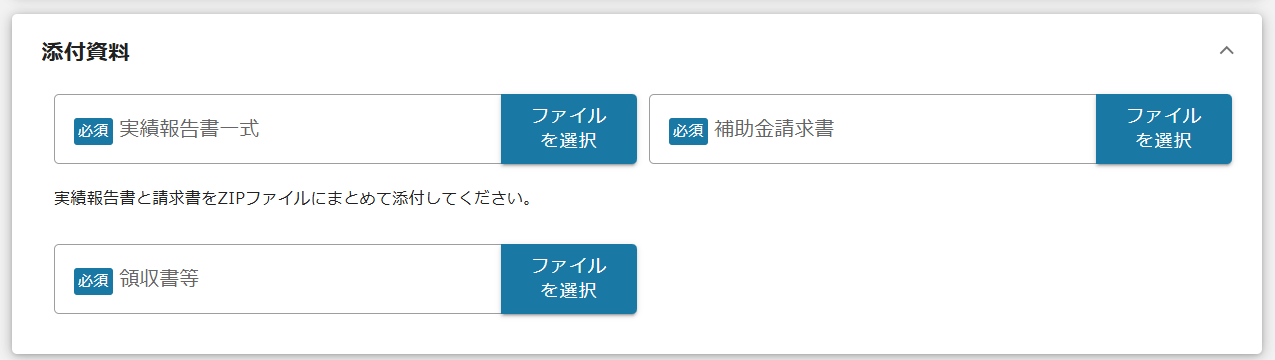 添付資料
必須 実績報告書一式
ファイル
を選択
必須 補助金請求書
ファイル
を選択
実績報告書と請求書をZIPファイルにまとめて添付してください。
必須 領収書等
ファイル
を選択